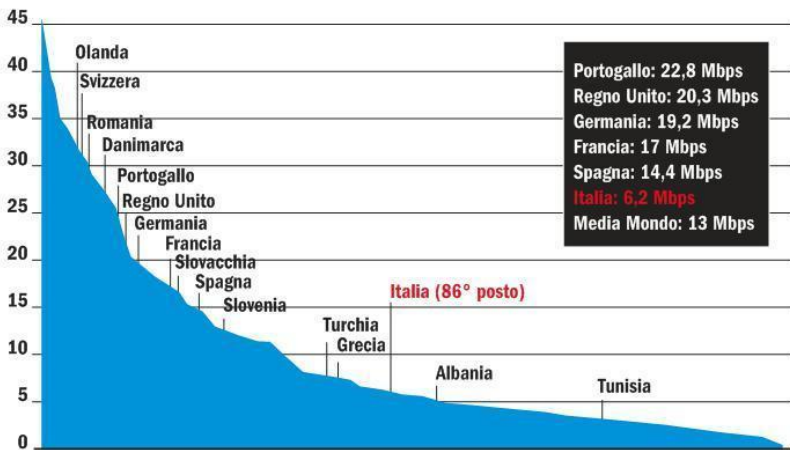 45
40
35
30
25
20
15
10
5
0
Olanda
Svizzera
Romania
Danimarca
Portogallo
Regno Unito
Germania
Francia
Slovacchia
Spagna
Slovenia
Turchia
Grecia
Italia (86° posto)
Albania
Tunisia
Portogallo: 22,8 Mbps
Regno Unito: 20,3 Mbps
Germania: 19,2 Mbps
Francia: 17 Mbps
Spagna: 14,4 Mbps
Italia: 6,2 Mbps
Media Mondo: 13 Mbps